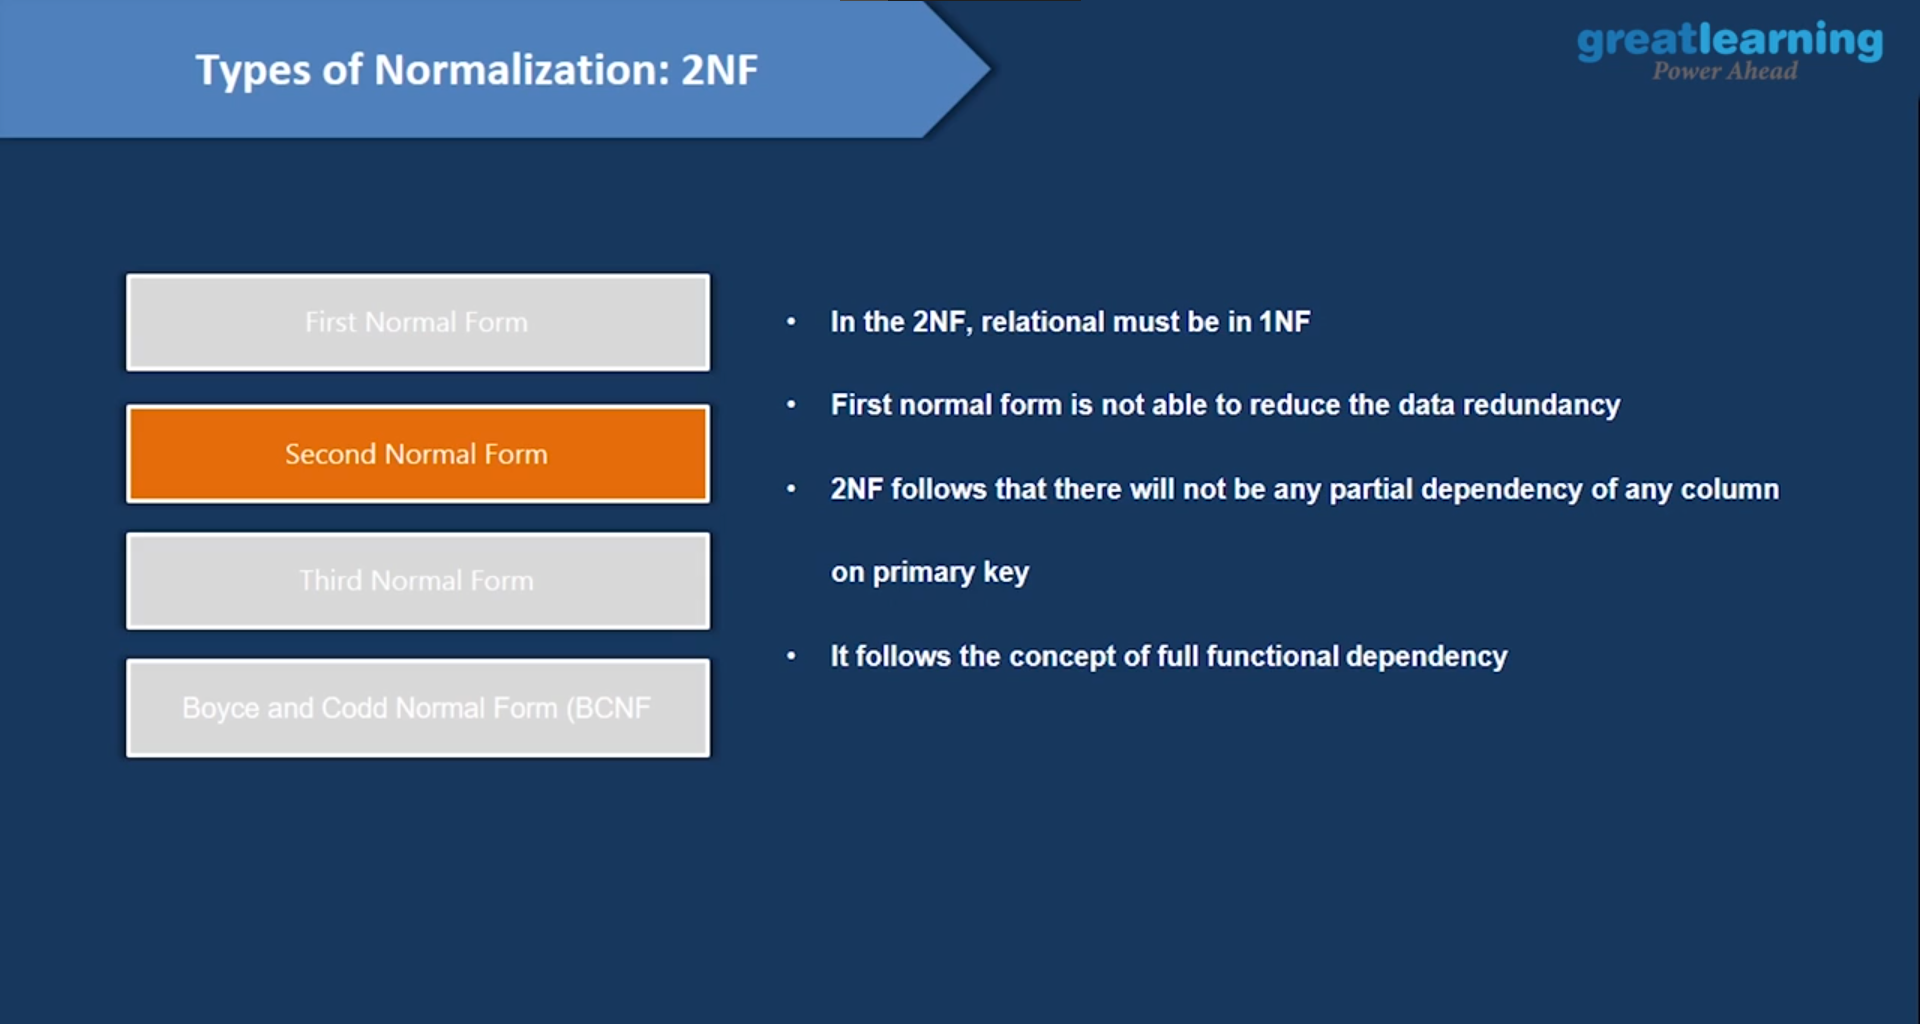 Types of Normalization: 2NF
greatlearning
Power Ahead
First Normal Form
Second Normal Form
Third Normal Form
Boyce and Codd Normal Form (BCNF
• In the 2NF, relational must be in 1NF
• First normal form is not able to reduce the data redundancy
• 2NF follows that there will not be any partial dependency of any column
on primary key
• It follows the concept of full functional dependency